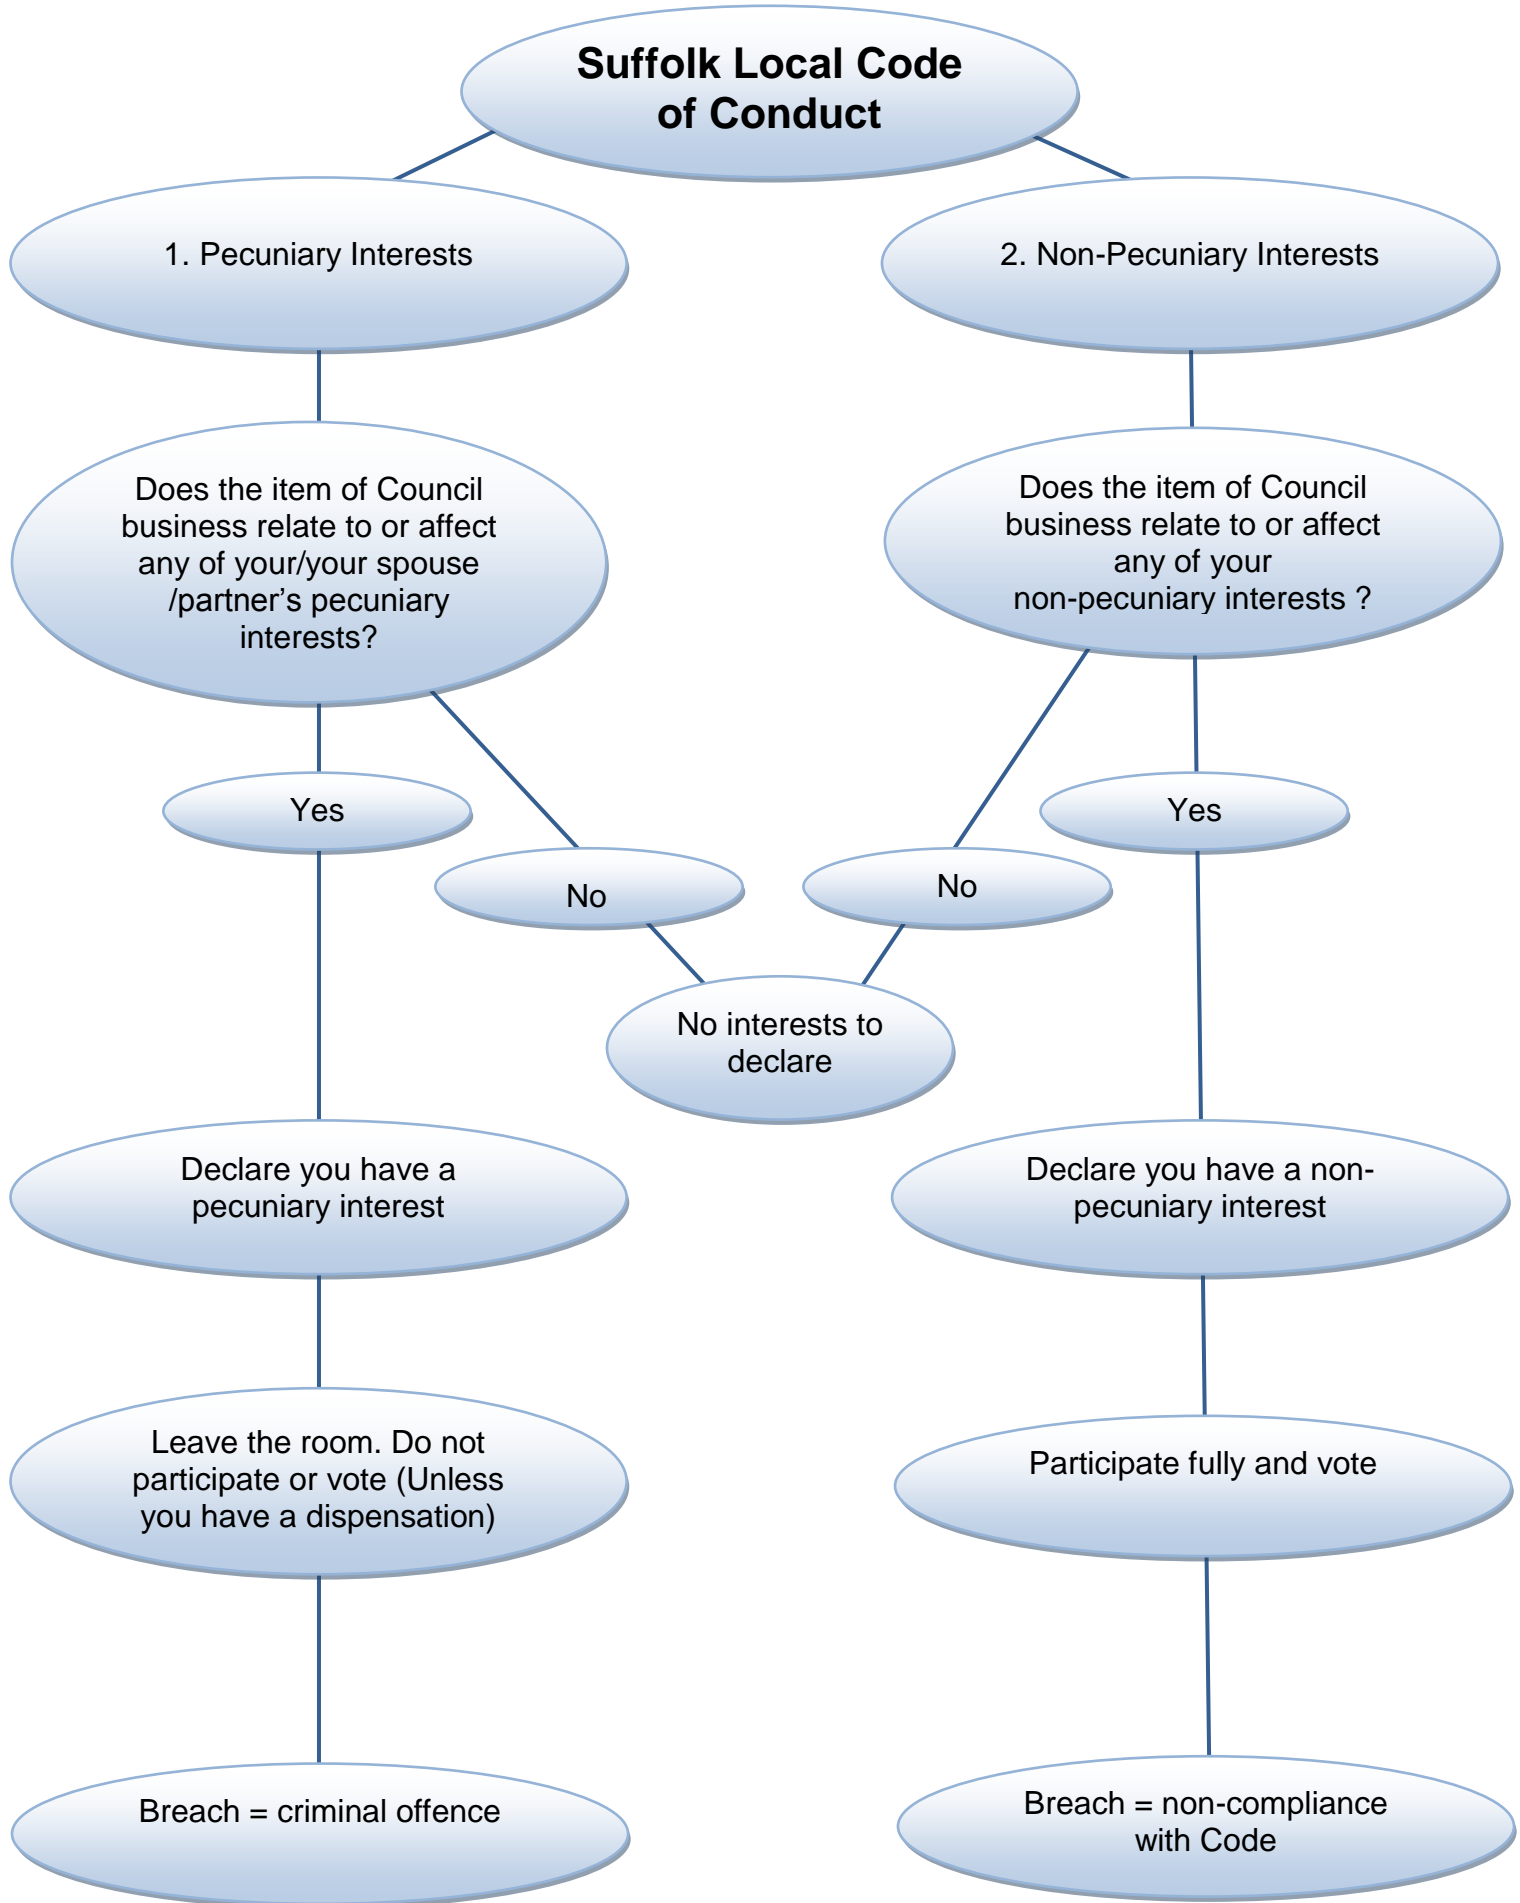 Suffolk Local Code
of Conduct
1. Pecuniary Interests
2. Non-Pecuniary Interests
Does the item of Council
business relate to or affect
any of your/your spouse
/partner’s pecuniary
interests?
Does the item of Council
business relate to or affect
any of your
non-pecuniary interests ?
Yes
Yes
No
No
No interests to
declare
Declare you have a
pecuniary interest
Declare you have a non-
pecuniary interest
Leave the room. Do not
participate or vote (Unless
you have a dispensation)
Participate fully and vote
Breach = criminal offence
Breach = non-compliance
with Code